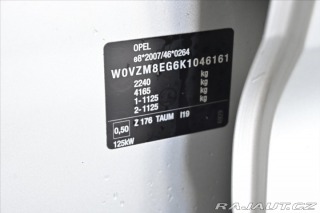 OPEL
e6*2007/46*0264
W0VZM8EG6K1046161
kg
2240 kg
4165 kg
1-1125 kg
2-1125
0,50 Z 176 TAUM I19
125kW
RAJAUT.CZ